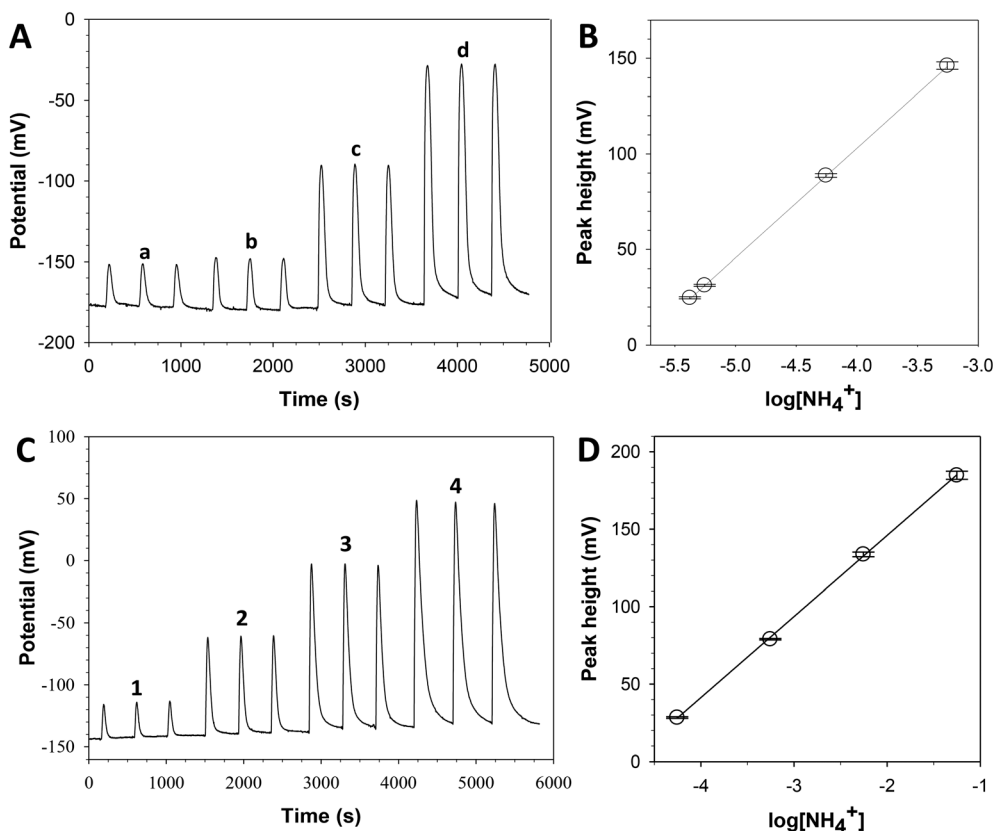 A
0
-50
-100
-150
-200
Potential (mV)
a
b
c
d
0 1000 2000 3000 4000 5000
Time (s)
B
150
100
50
0
Peak height (mV)
-5.5 -5.0 -4.5 -4.0 -3.5 -3.0
log[NH4+]
C
100
50
0
-50
-100
-150
Potential (mV)
1
2
3
4
0 1000 2000 3000 4000 5000 6000
Time (s)
D
200
150
100
50
0
Peak height (mV)
-4 -3 -2 -1
log[NH4+]